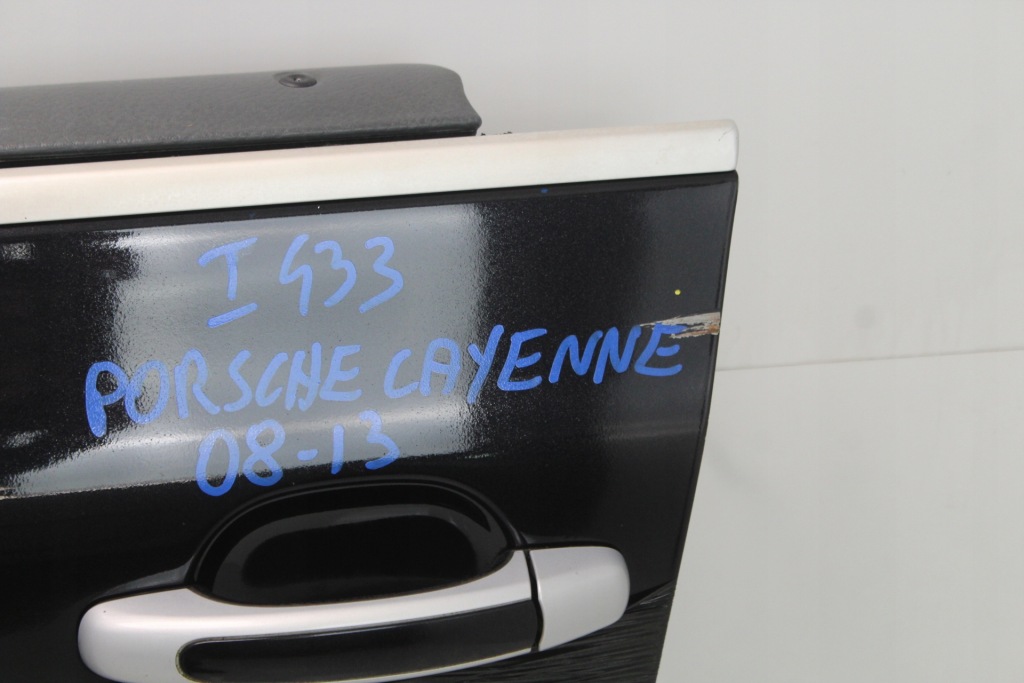 I 433
PORSCHE CAYENNE
08-13